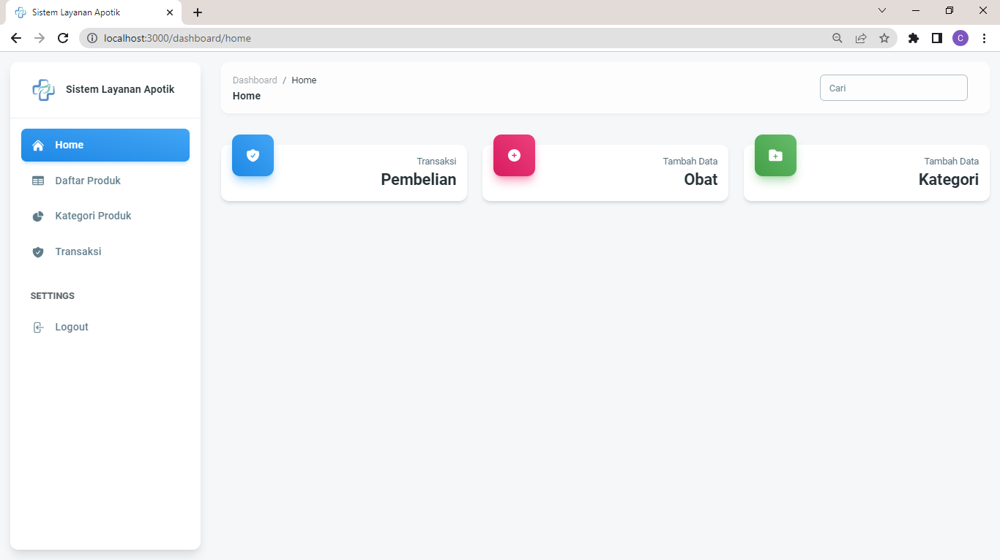 Sistem Layanan Apotik
localhost:3000/dashboard/home
C
Sistem Layanan Apotik
Home
Daftar Produk
Kategori Produk
Transaksi
SETTINGS
Logout
Dashboard / Home
Home
Cari
Transaksi
Pembelian
Tambah Data
Obat
Tambah Data
Kategori